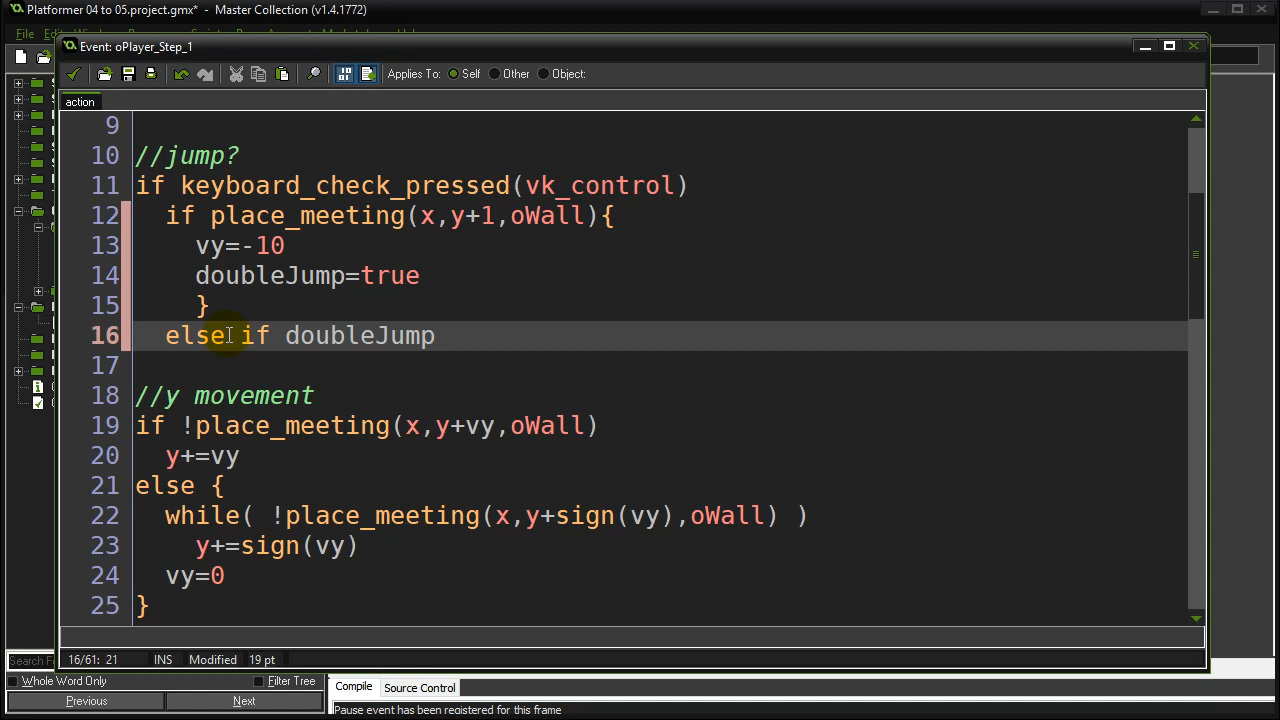 Platformer 04 to 05.project.gmx* - Master Collection (v1.4.1772)
File
Event: oPlayer_Step_1
Applies To: Self Other Object:
action
9
10 //jump?
11 if keyboard_check_pressed(vk_control)
12 if place_meeting(x,y+1,oWall){
13 vy=-10
14 doubleJump=true
15 }
16 else if doubleJump
17
18 //y movement
19 if !place_meeting(x,y+vy,oWall)
20 y+=vy
21 else {
22 while( !place_meeting(x,y+sign(vy),oWall) )
23 y+=sign(vy)
24 vy=0
25 }
16/61: 21 INS Modified 19 pt
Search
Whole Word Only Filter Tree
Previous Next
Compile Source Control
Pause event has been registered for this frame